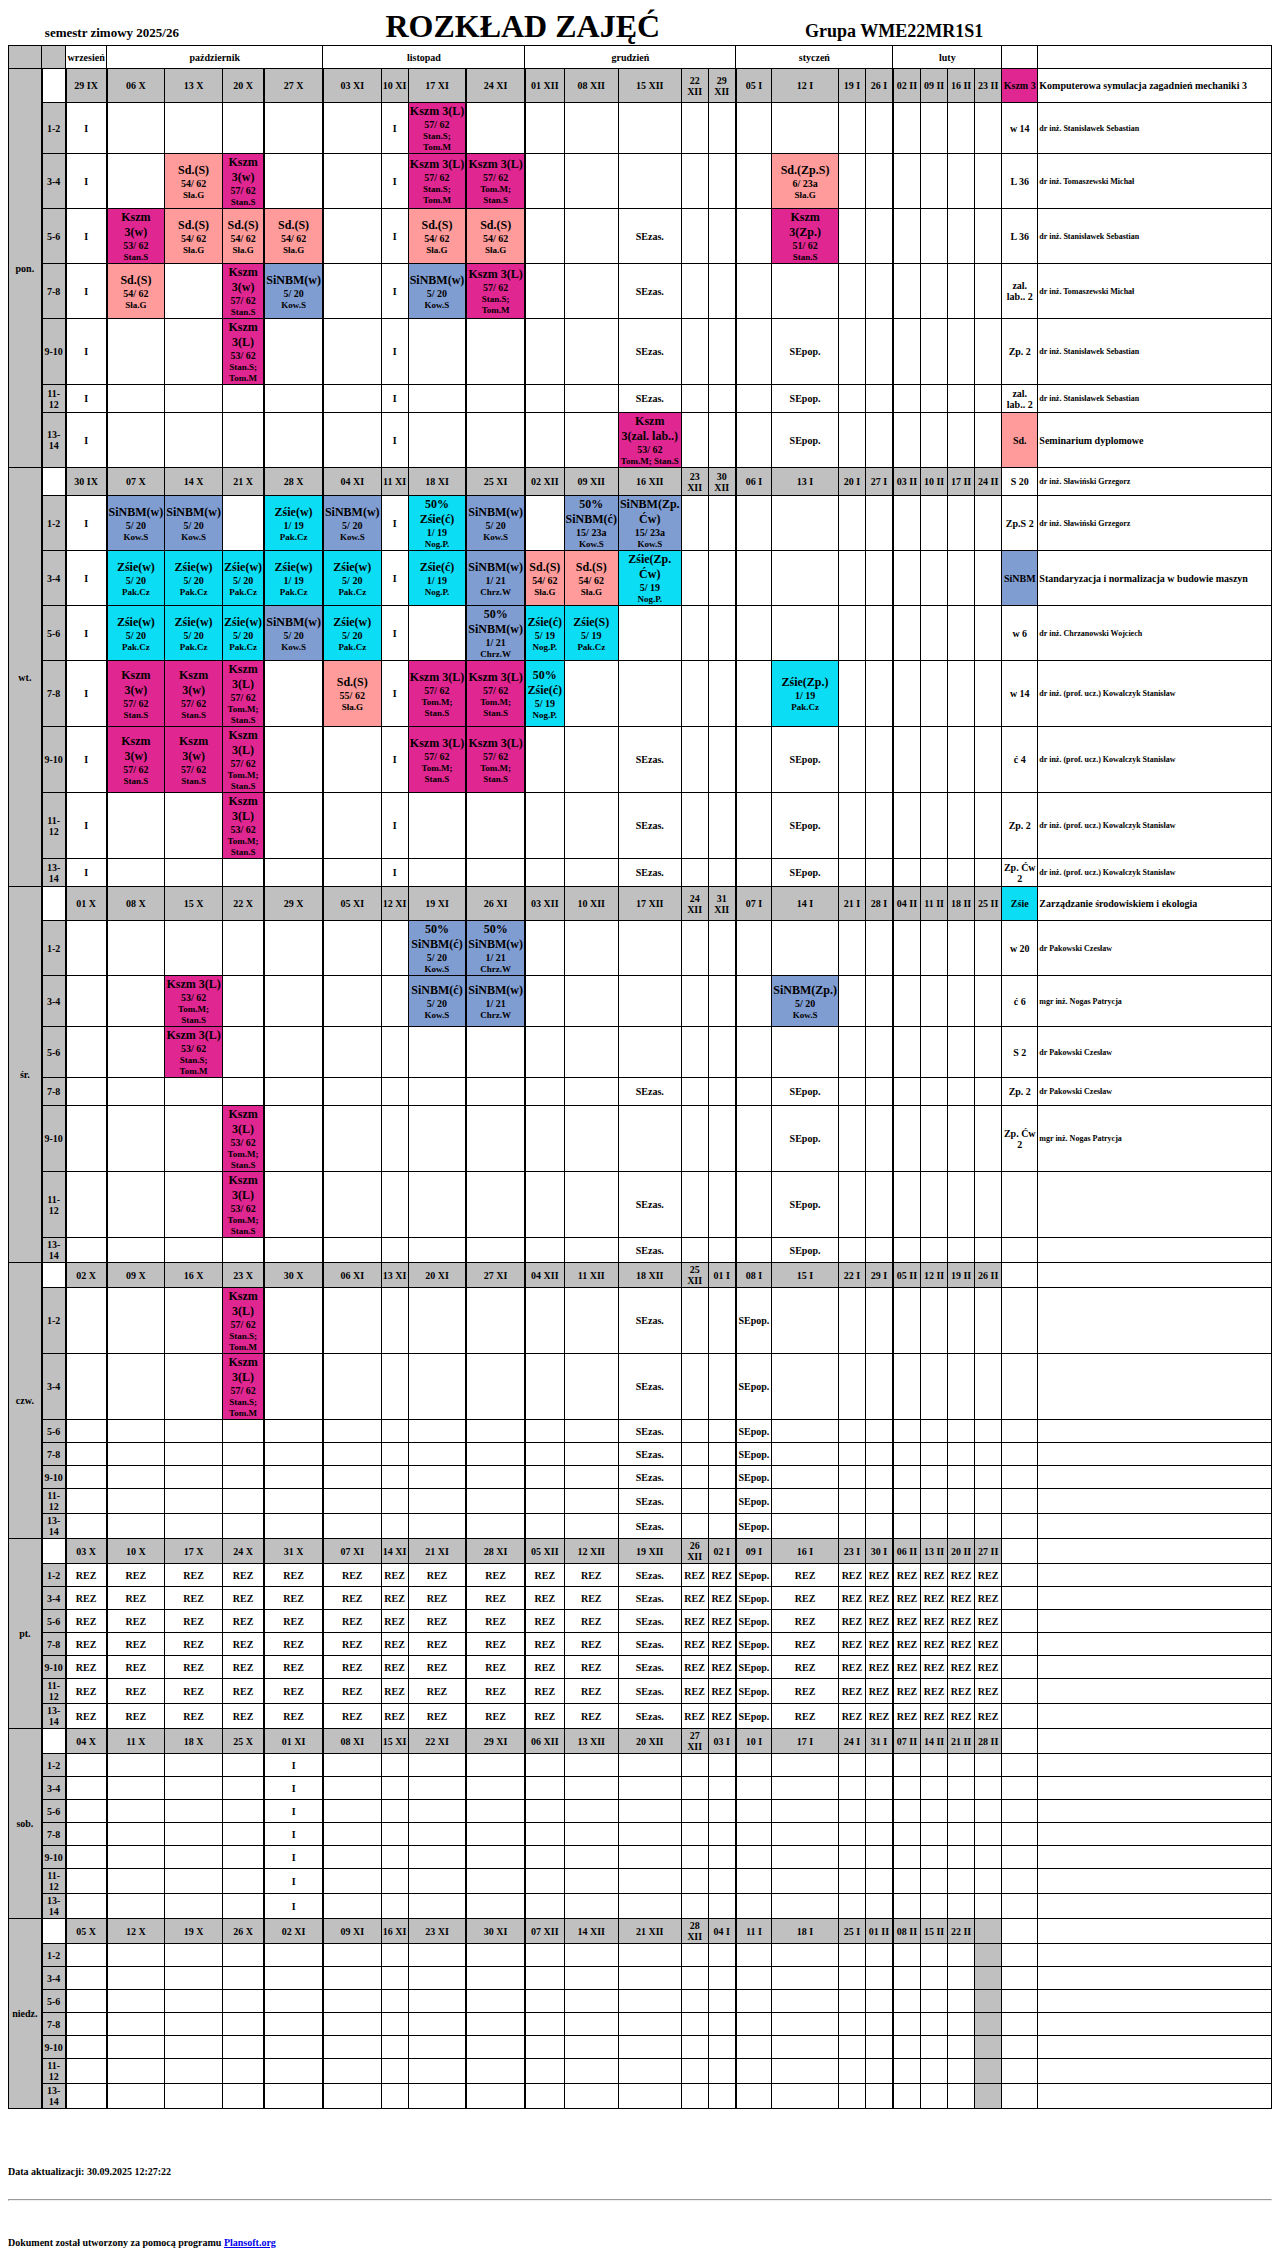 semestr zimowy 2025/26 ROZKŁAD ZAJĘĆ Grupa WME22MR1S1
wrzesień październik listopad grudzień styczeń luty
pon. 29 IX 06 X 13 X 20 X 27 X 03 XI 10 XI 17 XI 24 XI 01 XII 08 XII 15 XII 22 XII 29 XII 05 I 12 I 19 I 26 I 02 II 09 II 16 II 23 II Kszm 3 Komputerowa symulacja zagadnień mechaniki 3
1-2 I I Kszm 3(L) 57/ 62 Stan.S; Tom.M w 14 dr inż. Stanisławek Sebastian
3-4 I Sd.(S) 54/ 62 Sła.G Kszm 3(w) 57/ 62 Stan.S I Kszm 3(L) 57/ 62 Stan.S; Tom.M Kszm 3(L) 57/ 62 Tom.M; Stan.S Sd.(Zp.S) 6/ 23a Sła.G L 36 dr inż. Tomaszewski Michał
5-6 I Kszm 3(w) 53/ 62 Stan.S Sd.(S) 54/ 62 Sła.G Sd.(S) 54/ 62 Sła.G Sd.(S) 54/ 62 Sła.G I Sd.(S) 54/ 62 Sła.G Sd.(S) 54/ 62 Sła.G SEzas. Kszm 3(Zp.) 51/ 62 Stan.S L 36 dr inż. Stanisławek Sebastian
7-8 I Sd.(S) 54/ 62 Sła.G Kszm 3(w) 57/ 62 Stan.S SiNBM(w) 5/ 20 Kow.S I SiNBM(w) 5/ 20 Kow.S Kszm 3(L) 57/ 62 Stan.S; Tom.M SEzas. zal. lab.. 2 dr inż. Tomaszewski Michał
9-10 I Kszm 3(L) 53/ 62 Stan.S; Tom.M I SEzas. SEpop. Zp. 2 dr inż. Stanisławek Sebastian
11-12 I I SEzas. SEpop. zal. lab.. 2 dr inż. Stanisławek Sebastian
13-14 I I Kszm 3(zal. lab..) 53/ 62 Tom.M; Stan.S SEpop. Sd. Seminarium dyplomowe
wt. 30 IX 07 X 14 X 21 X 28 X 04 XI 11 XI 18 XI 25 XI 02 XII 09 XII 16 XII 23 XII 30 XII 06 I 13 I 20 I 27 I 03 II 10 II 17 II 24 II S 20 dr inż. Sławiński Grzegorz
1-2 I SiNBM(w) 5/ 20 Kow.S SiNBM(w) 5/ 20 Kow.S Zśie(w) 1/ 19 Pak.Cz SiNBM(w) 5/ 20 Kow.S I 50% Zśie(ć) 1/ 19 Nog.P. SiNBM(w) 5/ 20 Kow.S 50% SiNBM(ć) 15/ 23a Kow.S SiNBM(Zp. Ćw) 15/ 23a Kow.S Zp.S 2 dr inż. Sławiński Grzegorz
3-4 I Zśie(w) 5/ 20 Pak.Cz Zśie(w) 5/ 20 Pak.Cz Zśie(w) 5/ 20 Pak.Cz Zśie(w) 1/ 19 Pak.Cz Zśie(w) 5/ 20 Pak.Cz I Zśie(ć) 1/ 19 Nog.P. SiNBM(w) 1/ 21 Chrz.W Sd.(S) 54/ 62 Sła.G Sd.(S) 54/ 62 Sła.G Zśie(Zp. Ćw) 5/ 19 Nog.P. SiNBM Standaryzacja i normalizacja w budowie maszyn
5-6 I Zśie(w) 5/ 20 Pak.Cz Zśie(w) 5/ 20 Pak.Cz Zśie(w) 5/ 20 Pak.Cz SiNBM(w) 5/ 20 Kow.S Zśie(w) 5/ 20 Pak.Cz I 50% SiNBM(w) 1/ 21 Chrz.W Zśie(ć) 5/ 19 Nog.P. Zśie(S) 5/ 19 Pak.Cz w 6 dr inż. Chrzanowski Wojciech
7-8 I Kszm 3(w) 57/ 62 Stan.S Kszm 3(w) 57/ 62 Stan.S Kszm 3(L) 57/ 62 Tom.M; Stan.S Sd.(S) 55/ 62 Sła.G I Kszm 3(L) 57/ 62 Tom.M; Stan.S Kszm 3(L) 57/ 62 Tom.M; Stan.S 50% Zśie(ć) 5/ 19 Nog.P. Zśie(Zp.) 1/ 19 Pak.Cz w 14 dr inż. (prof. ucz.) Kowalczyk Stanisław
9-10 I Kszm 3(w) 57/ 62 Stan.S Kszm 3(w) 57/ 62 Stan.S Kszm 3(L) 57/ 62 Tom.M; Stan.S I Kszm 3(L) 57/ 62 Tom.M; Stan.S Kszm 3(L) 57/ 62 Tom.M; Stan.S SEzas. SEpop. ć 4 dr inż. (prof. ucz.) Kowalczyk Stanisław
11-12 I Kszm 3(L) 53/ 62 Tom.M; Stan.S I SEzas. SEpop. Zp. 2 dr inż. (prof. ucz.) Kowalczyk Stanisław
13-14 I I SEzas. SEpop. Zp. Ćw 2 dr inż. (prof. ucz.) Kowalczyk Stanisław
śr. 01 X 08 X 15 X 22 X 29 X 05 XI 12 XI 19 XI 26 XI 03 XII 10 XII 17 XII 24 XII 31 XII 07 I 14 I 21 I 28 I 04 II 11 II 18 II 25 II Zśie Zarządzanie środowiskiem i ekologia
1-2 50% SiNBM(ć) 5/ 20 Kow.S 50% SiNBM(w) 1/ 21 Chrz.W w 20 dr Pakowski Czesław
3-4 Kszm 3(L) 53/ 62 Tom.M; Stan.S SiNBM(ć) 5/ 20 Kow.S SiNBM(w) 1/ 21 Chrz.W SiNBM(Zp.) 5/ 20 Kow.S ć 6 mgr inż. Nogas Patrycja
5-6 Kszm 3(L) 53/ 62 Stan.S; Tom.M S 2 dr Pakowski Czesław
7-8 SEzas. SEpop. Zp. 2 dr Pakowski Czesław
9-10 Kszm 3(L) 53/ 62 Tom.M; Stan.S SEpop. Zp. Ćw 2 mgr inż. Nogas Patrycja
11-12 Kszm 3(L) 53/ 62 Tom.M; Stan.S SEzas. SEpop.
13-14 SEzas. SEpop.
czw. 02 X 09 X 16 X 23 X 30 X 06 XI 13 XI 20 XI 27 XI 04 XII 11 XII 18 XII 25 XII 01 I 08 I 15 I 22 I 29 I 05 II 12 II 19 II 26 II
1-2 Kszm 3(L) 57/ 62 Stan.S; Tom.M SEzas. SEpop.
3-4 Kszm 3(L) 57/ 62 Stan.S; Tom.M SEzas. SEpop.
5-6 SEzas. SEpop.
7-8 SEzas. SEpop.
9-10 SEzas. SEpop.
11-12 SEzas. SEpop.
13-14 SEzas. SEpop.
pt. 03 X 10 X 17 X 24 X 31 X 07 XI 14 XI 21 XI 28 XI 05 XII 12 XII 19 XII 26 XII 02 I 09 I 16 I 23 I 30 I 06 II 13 II 20 II 27 II
1-2 REZ REZ REZ REZ REZ REZ REZ REZ REZ REZ REZ SEzas. REZ REZ SEpop. REZ REZ REZ REZ REZ REZ REZ
3-4 REZ REZ REZ REZ REZ REZ REZ REZ REZ REZ REZ SEzas. REZ REZ SEpop. REZ REZ REZ REZ REZ REZ REZ
5-6 REZ REZ REZ REZ REZ REZ REZ REZ REZ REZ REZ SEzas. REZ REZ SEpop. REZ REZ REZ REZ REZ REZ REZ
7-8 REZ REZ REZ REZ REZ REZ REZ REZ REZ REZ REZ SEzas. REZ REZ SEpop. REZ REZ REZ REZ REZ REZ REZ
9-10 REZ REZ REZ REZ REZ REZ REZ REZ REZ REZ REZ SEzas. REZ REZ SEpop. REZ REZ REZ REZ REZ REZ REZ
11-12 REZ REZ REZ REZ REZ REZ REZ REZ REZ REZ REZ SEzas. REZ REZ SEpop. REZ REZ REZ REZ REZ REZ REZ
13-14 REZ REZ REZ REZ REZ REZ REZ REZ REZ REZ REZ SEzas. REZ REZ SEpop. REZ REZ REZ REZ REZ REZ REZ
sob. 04 X 11 X 18 X 25 X 01 XI 08 XI 15 XI 22 XI 29 XI 06 XII 13 XII 20 XII 27 XII 03 I 10 I 17 I 24 I 31 I 07 II 14 II 21 II 28 II
1-2 I
3-4 I
5-6 I
7-8 I
9-10 I
11-12 I
13-14 I
niedz. 05 X 12 X 19 X 26 X 02 XI 09 XI 16 XI 23 XI 30 XI 07 XII 14 XII 21 XII 28 XII 04 I 11 I 18 I 25 I 01 II 08 II 15 II 22 II
1-2
3-4
5-6
7-8
9-10
11-12
13-14
Data aktualizacji: 30.09.2025 12:27:22
Dokument został utworzony za pomocą programu Plansoft.org